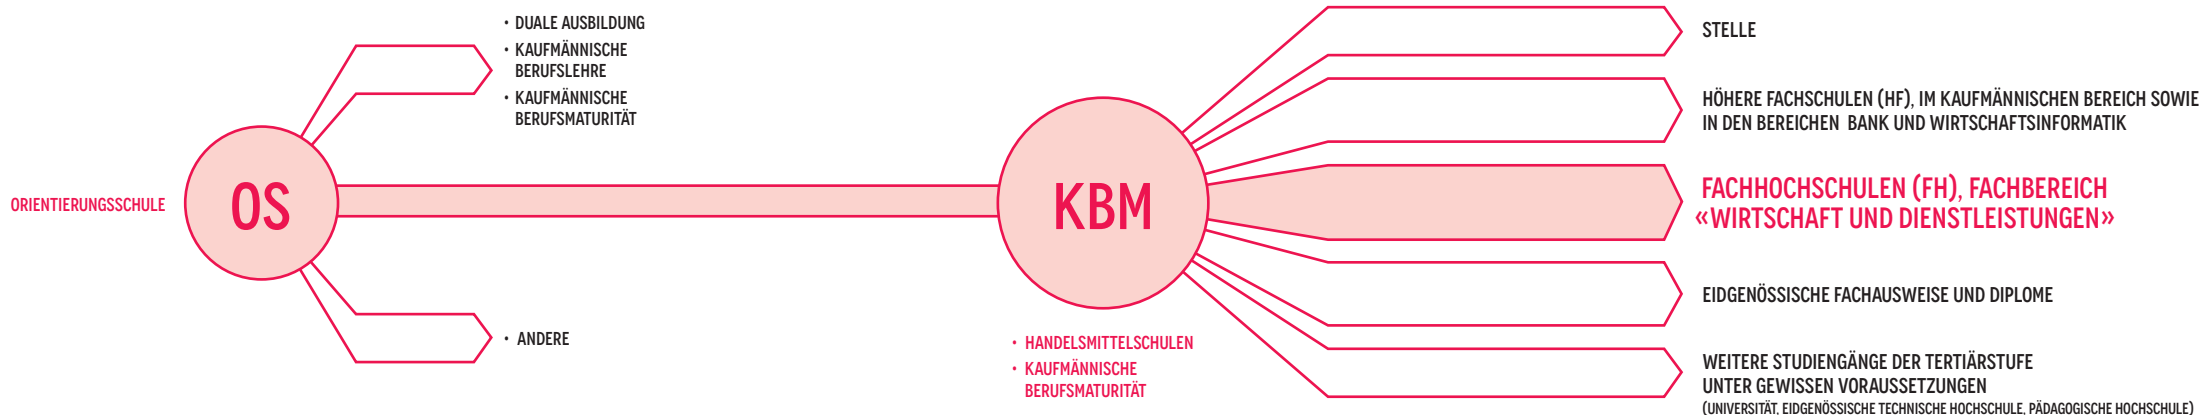 • DUALE AUSBILDUNG
• KAUFMÄNNISCHE
BERUFSLEHRE
• KAUFMÄNNISCHE
BERUFSMATURITÄT
ORIENTIERUNGSSCHULE
OS
• ANDERE
KBM
• HANDELSMITTELSCHULEN
• KAUFMÄNNISCHE
BERUFSMATURITÄT
STELLE
HÖHERE FACHSCHULEN (HF), IM KAUFMÄNNISCHEN BEREICH SOWIE
IN DEN BEREICHEN BANK UND WIRTSCHAFTSINFORMATIK
FACHHOCHSCHULEN (FH), FACHBEREICH
«WIRTSCHAFT UND DIENSTLEISTUNGEN»
EIDGENÖSSISCHE FACHAUSWEISE UND DIPLOME
WEITERE STUDIENGÄNGE DER TERTIÄRSTUFE
UNTER GEWISSEN VORAUSSETZUNGEN
(UNIVERSITÄT, EIDGENÖSSISCHE TECHNISCHE HOCHSCHULE, PÄDAGOGISCHE HOCHSCHULE)